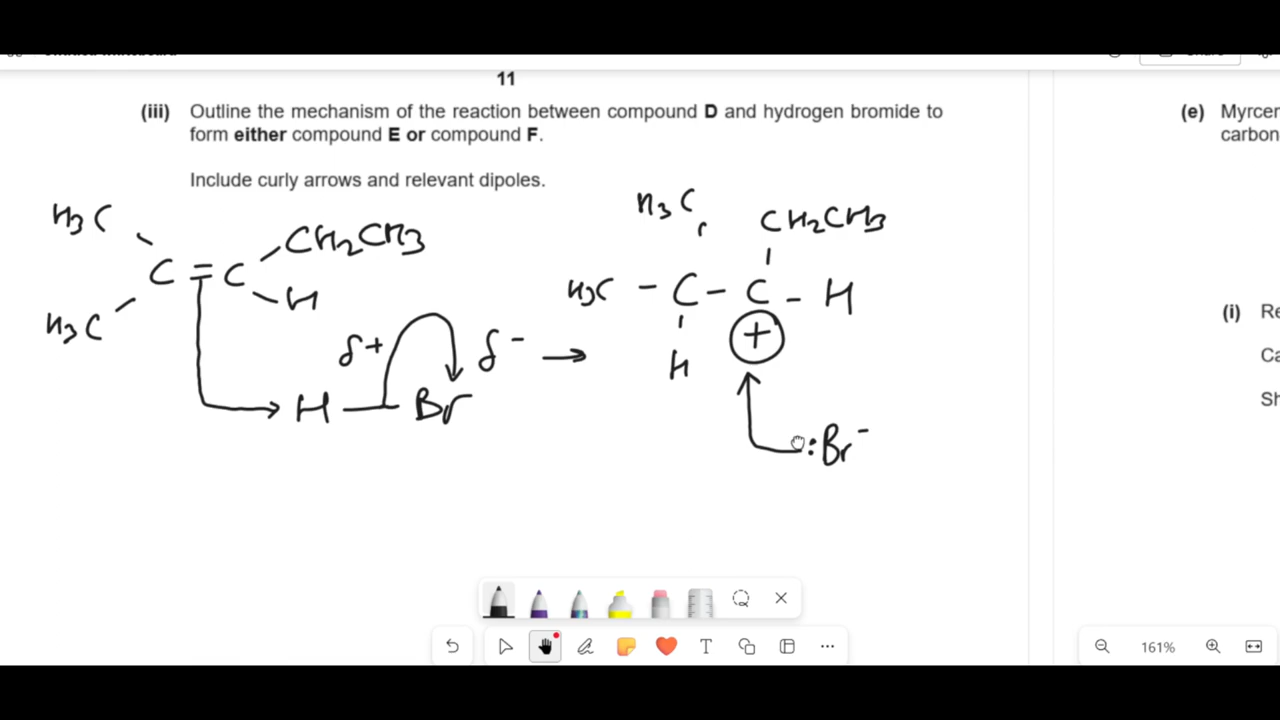 11
(iii) Outline the mechanism of the reaction between compound D and hydrogen bromide to
form either compound E or compound F.
(e) Myrcer
carbon
Include curly arrows and relevant dipoles.
H3C
C = C
CH2CH3
H
H3C
δ+
δ-
H — Br
H3C
CH2CH3
H3C - C - C - H
+
H
:Br-
(i) Re
Ca
Sh
T
161%